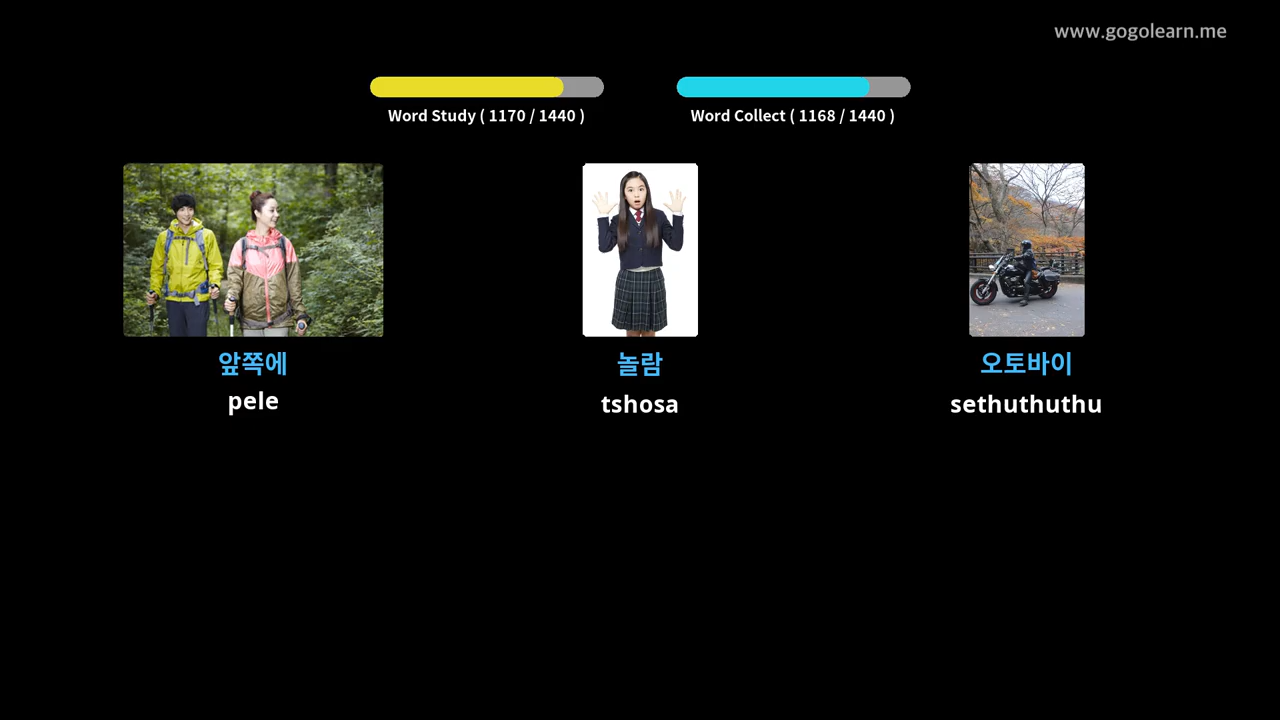 www.gogolearn.me
Word Study ( 1170 / 1440 )
Word Collect ( 1168 / 1440 )
앞쪽에
pele
놀람
tshosa
오토바이
sethuthuthu